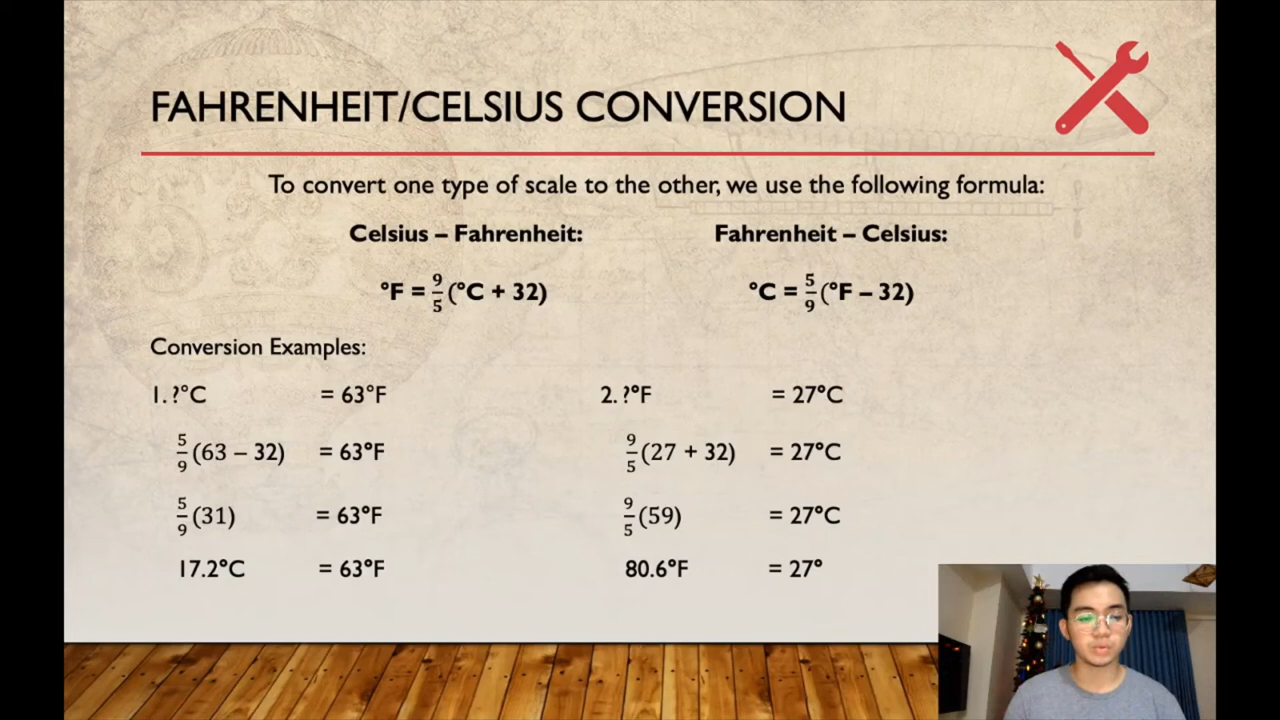 FAHRENHEIT/CELSIUS CONVERSION
To convert one type of scale to the other, we use the following formula:
Celsius – Fahrenheit: Fahrenheit – Celsius:
°F = 9/5 (°C + 32) °C = 5/9 (°F – 32)
Conversion Examples:
1. ?°C = 63°F 2. ?°F = 27°C
5/9 (63 – 32) = 63°F 9/5 (27 + 32) = 27°C
5/9 (31) = 63°F 9/5 (59) = 27°C
17.2°C = 63°F 80.6°F = 27°